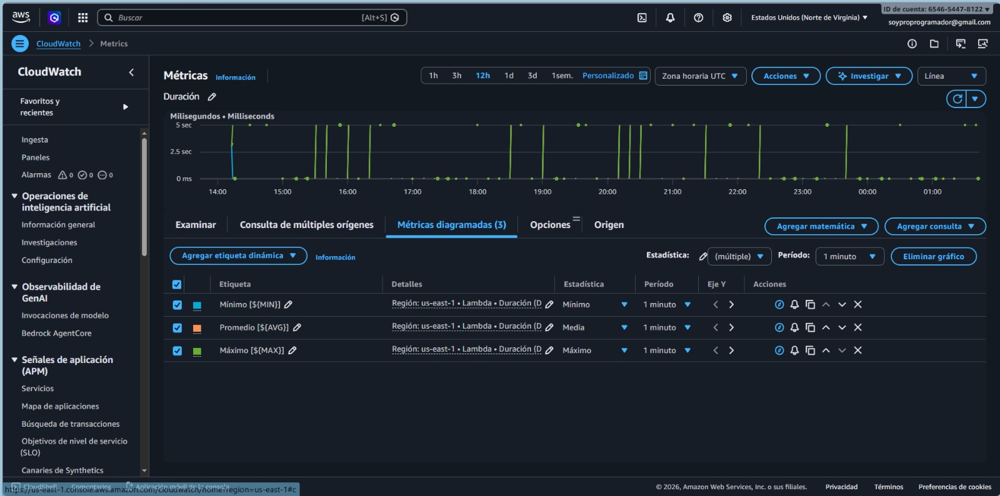 aws
Buscar
[Alt+S]
Estados Unidos (Norte de Virginia)
ID de cuenta: 6546-5447-8122
soyproprogramador@gmail.com
CloudWatch
Metrics
CloudWatch
Favoritos y
recientes
Ingesta
Paneles
Alarmas 0 0 0
Operaciones de
inteligencia artificial
Información general
Investigaciones
Configuración
Observabilidad de
GenAI
Invocaciones de modelo
Bedrock AgentCore
Señales de aplicación
(APM)
Servicios
Mapa de aplicaciones
Búsqueda de transacciones
Objetivos de nivel de servicio
(SLO)
Canaries de Synthetics
Métricas Información
1h 3h 12h 1d 3d 1sem. Personalizado
Zona horaria UTC
Acciones
Investigar
Línea
Duración
Milisegundos • Milliseconds
5 sec
2.5 sec
0 ms
14:00 15:00 16:00 17:00 18:00 19:00 20:00 21:00 22:00 23:00 00:00 01:00
Examinar
Consulta de múltiples orígenes
Métricas diagramadas (3)
Opciones
Origen
Agregar matemática
Agregar consulta
Agregar etiqueta dinámica
Información
Estadística: (múltiple)
Período: 1 minuto
Eliminar gráfico
Etiqueta Detalles Estadística Período Eje Y Acciones
Mínimo [${MIN}] Región: us-east-1 • Lambda • Duración (D Mínimo 1 minuto
Promedio [${AVG}] Región: us-east-1 • Lambda • Duración (D Media 1 minuto
Máximo [${MAX}] Región: us-east-1 • Lambda • Duración (D Máximo 1 minuto
CloudShell Comentarios Aplicación móvil de la consola
https://us-east-1.console.aws.amazon.com/cloudwatch/home?region=us-east-1#c
© 2026, Amazon Web Services, Inc. o sus filiales.
Privacidad
Términos
Preferencias de cookies